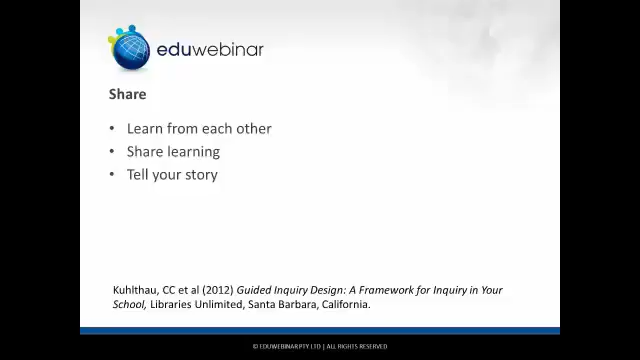 eduwebinar
Share
• Learn from each other
• Share learning
• Tell your story
Kuhlthau, CC et al (2012) Guided Inquiry Design: A Framework for Inquiry in Your
School, Libraries Unlimited, Santa Barbara, California.
© EDUWEBINAR PTY LTD | ALL RIGHTS RESERVED